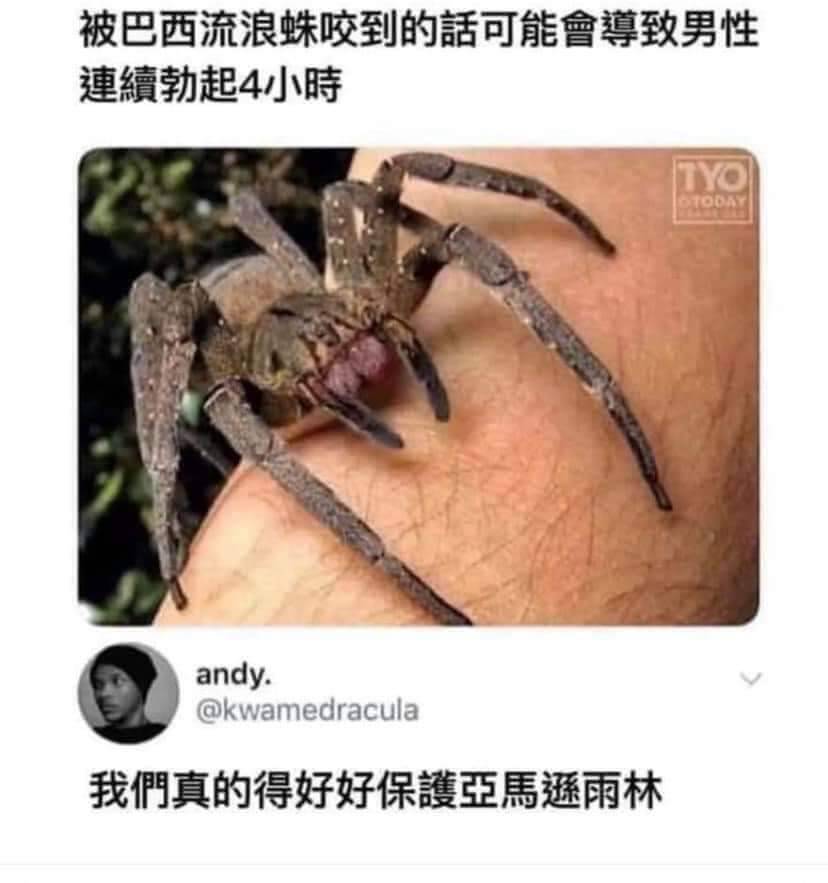 被巴西流浪蛛咬到的話可能會導致男性
連續勃起4小時
TYO
TODAY
andy.
@kwamedracula
我們真的得好好保護亞馬遜雨林